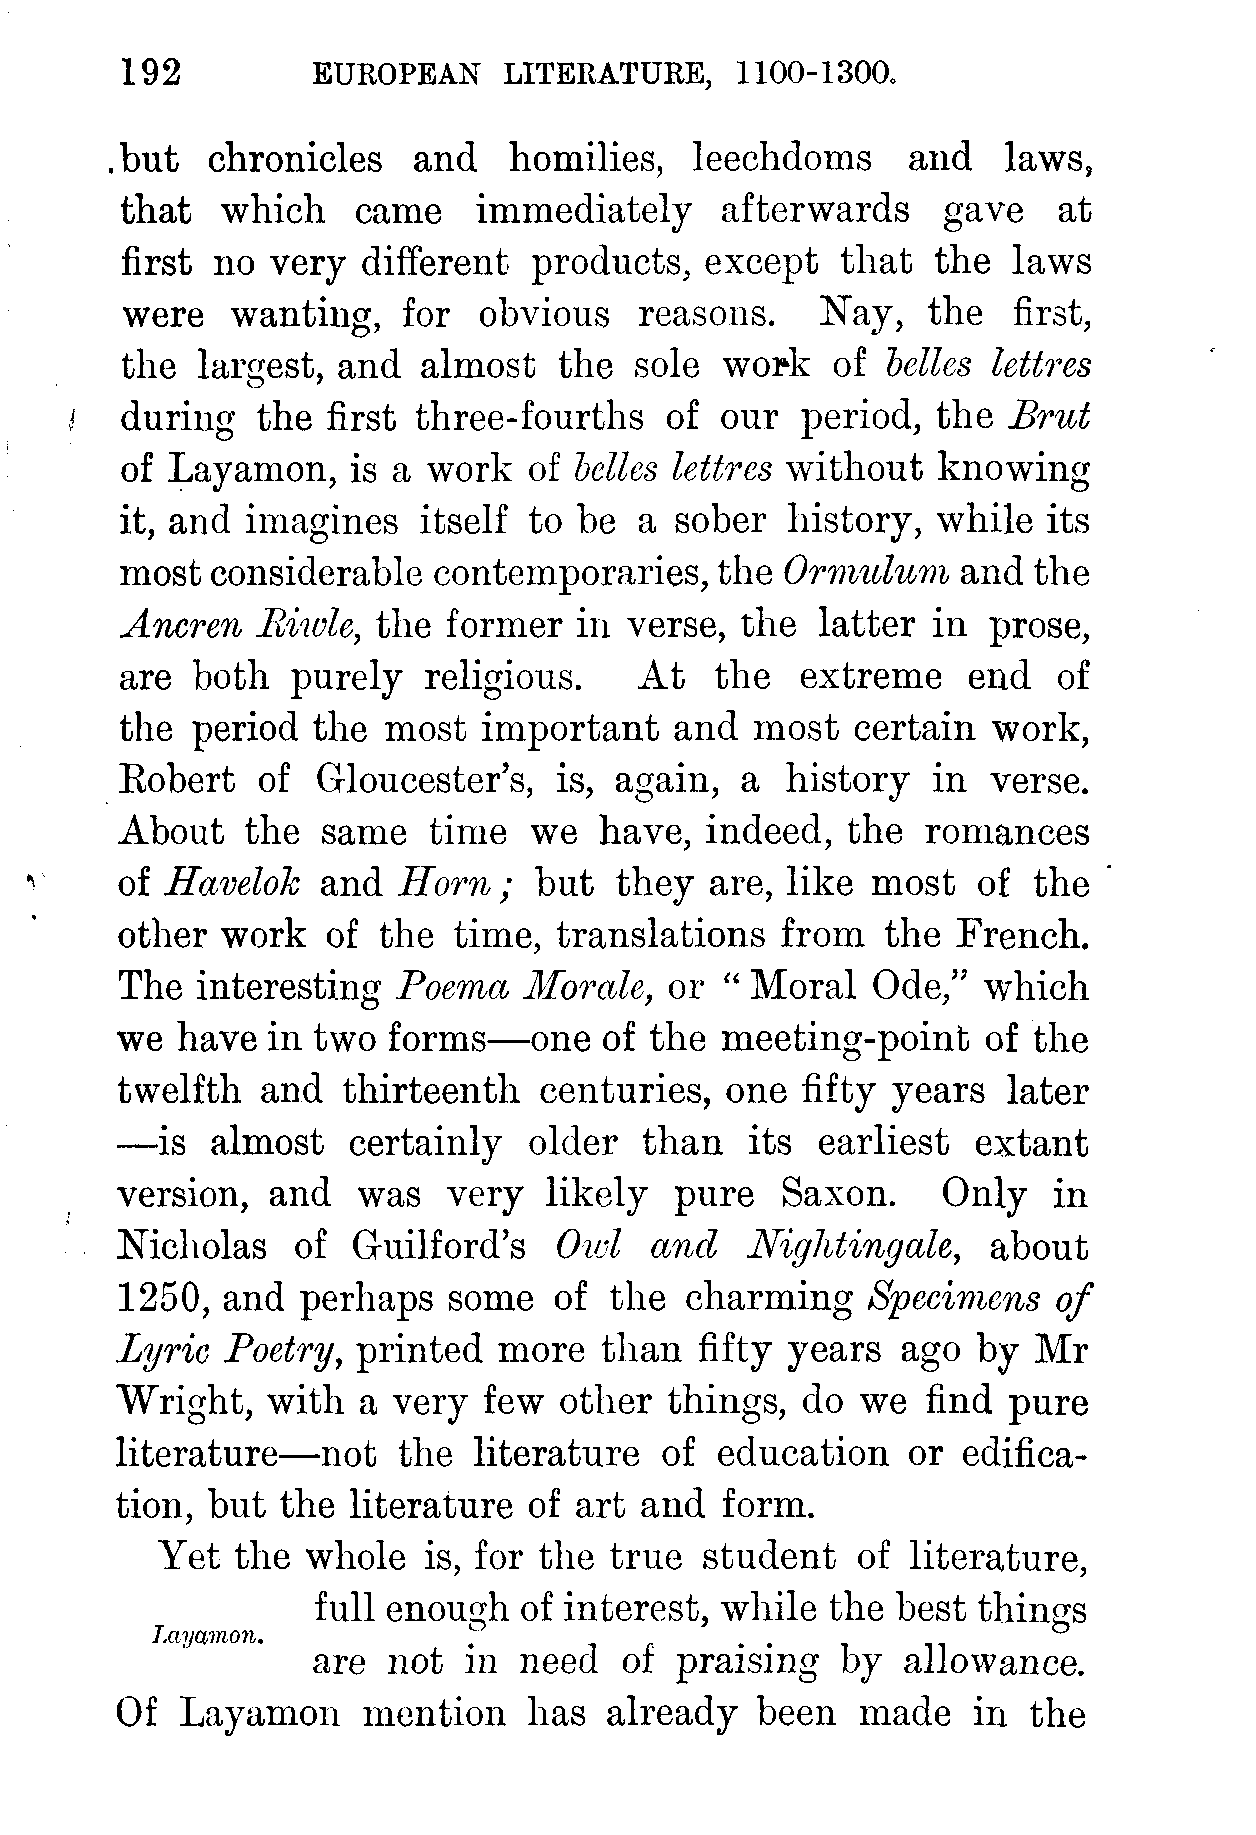 192 EUROPEAN LITERATURE, 1100-1300.
but chronicles and homilies, leechdoms and laws,
that which came immediately afterwards gave at
first no very different products, except that the laws
were wanting, for obvious reasons. Nay, the first,
the largest, and almost the sole work of belles lettres
during the first three-fourths of our period, the Brut
of Layamon, is a work of belles lettres without knowing
it, and imagines itself to be a sober history, while its
most considerable contemporaries, the Ormulum and the
Ancren Riwle, the former in verse, the latter in prose,
are both purely religious. At the extreme end of
the period the most important and most certain work,
Robert of Gloucester's, is, again, a history in verse.
About the same time we have, indeed, the romances
of Havelok and Horn; but they are, like most of the
other work of the time, translations from the French.
The interesting Poema Morale, or "Moral Ode," which
we have in two forms—one of the meeting-point of the
twelfth and thirteenth centuries, one fifty years later
—is almost certainly older than its earliest extant
version, and was very likely pure Saxon. Only in
Nicholas of Guilford's Owl and Nightingale, about
1250, and perhaps some of the charming Specimens of
Lyric Poetry, printed more than fifty years ago by Mr
Wright, with a very few other things, do we find pure
literature—not the literature of education or edifica-
tion, but the literature of art and form.
Yet the whole is, for the true student of literature,
full enough of interest, while the best things
Layamon.
are not in need of praising by allowance.
Of Layamon mention has already been made in the